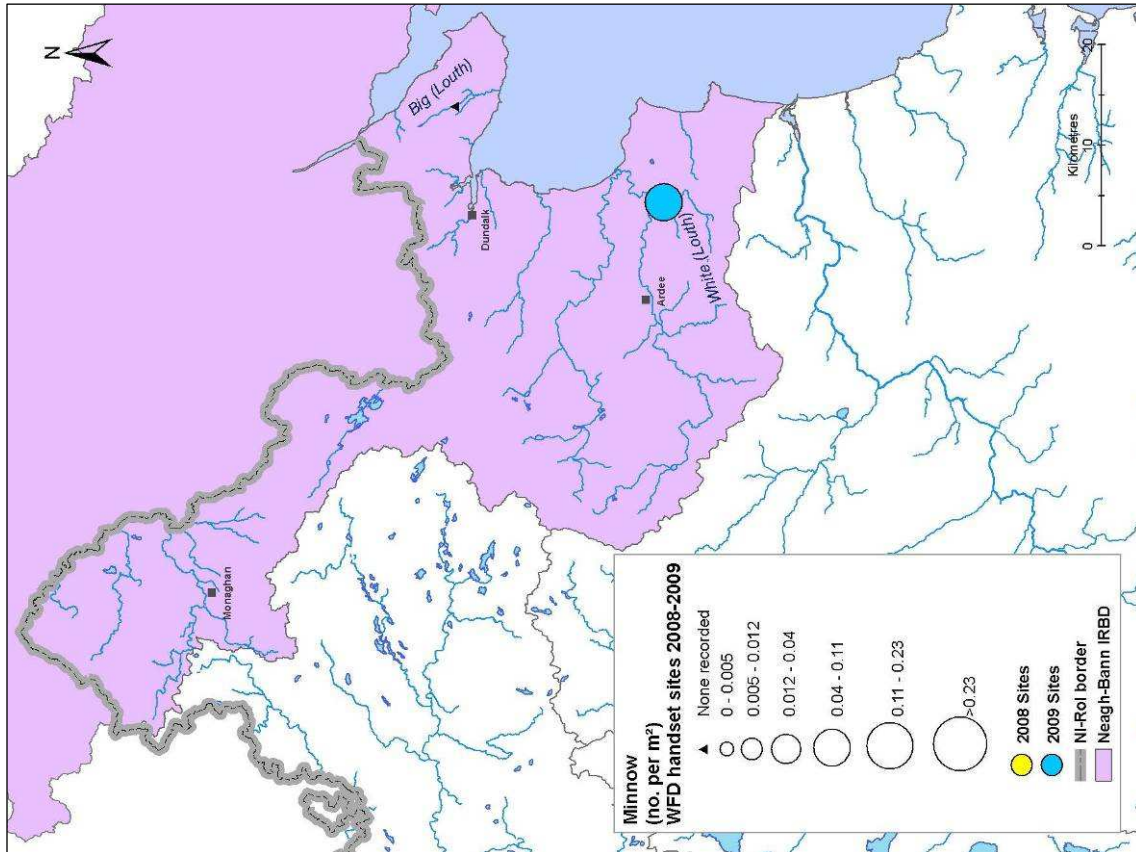 N
Big (Louth)
Dundalk
Monaghan
Ardee
White (Louth)
Minnow
(no. per m²)
WFD handset sites 2008-2009
None recorded
0 - 0.005
0.005 - 0.012
0.012 - 0.04
0.04 - 0.11
0.11 - 0.23
>0.23
2008 Sites
2009 Sites
NI-RoI border
Neagh-Bann IRBD
0 10 20
Kilometres